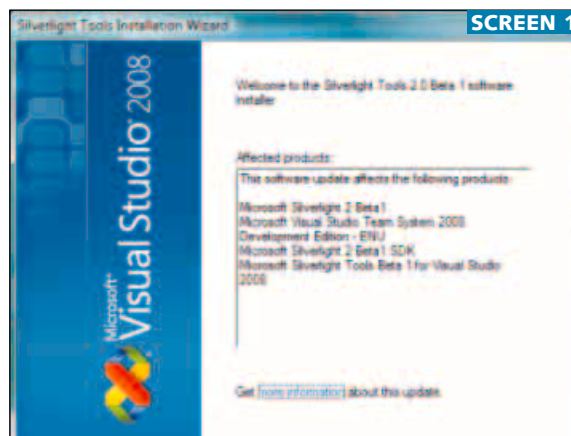 Silverlight Tools Installation Wizard
SCREEN 1
Microsoft®
Visual Studio 2008
Welcome to the Silverlight Tools 2.0 Beta 1 software
installer
Affected products:
This software update affects the following products:
Microsoft Silverlight 2 Beta1
Microsoft Visual Studio Team System 2008
Development Edition - ENU
Microsoft Silverlight 2 Beta1 SDK
Microsoft Silverlight Tools Beta 1 for Visual Studio
2008
Get more information about this update.